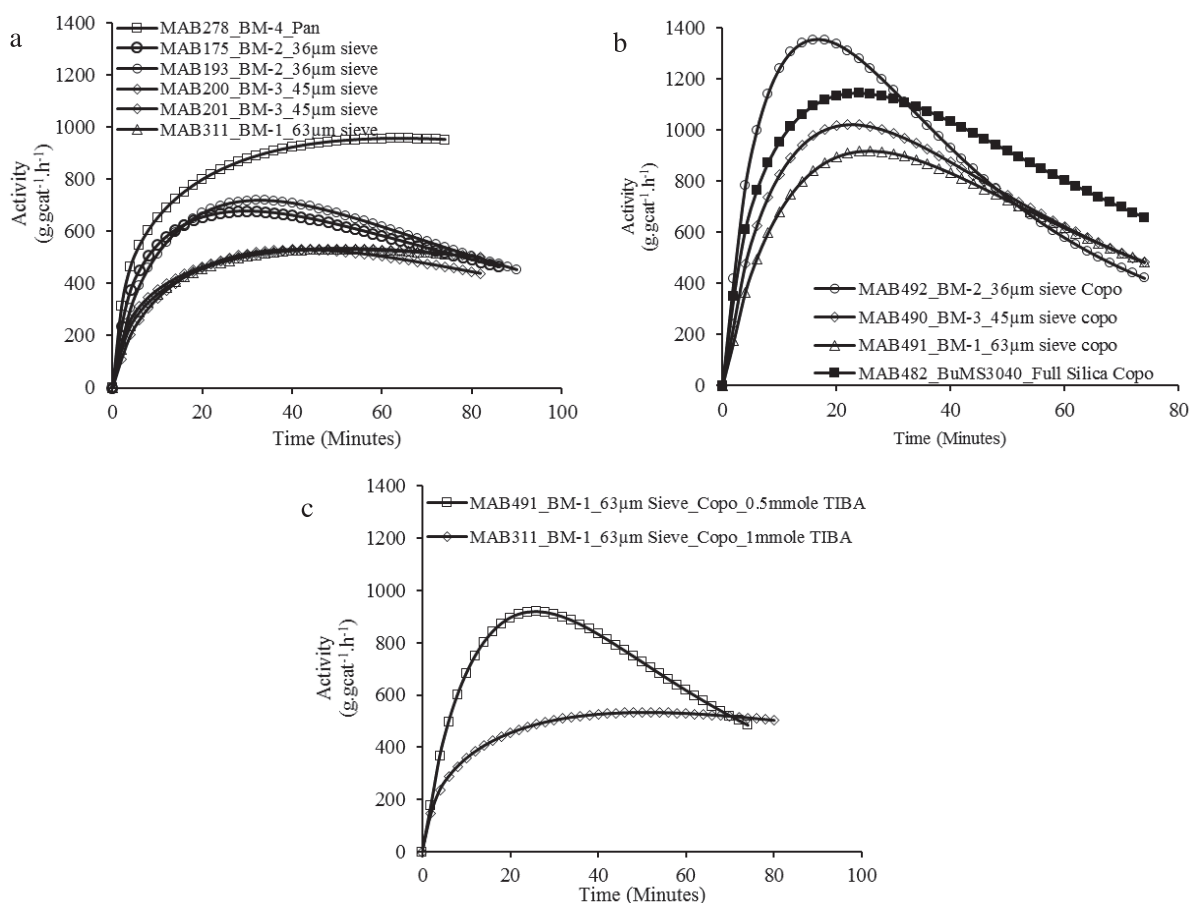 a
1400
1200
1000
800
600
400
200
0
Activity
(g.gcat⁻¹.h⁻¹)
MAB278_BM-4_Pan
MAB175_BM-2_36µm sieve
MAB193_BM-2_36µm sieve
MAB200_BM-3_45µm sieve
MAB201_BM-3_45µm sieve
MAB311_BM-1_63µm sieve
0 20 40 60 80 100
Time (Minutes)
b
1400
1200
1000
800
600
400
200
0
Activity
(g.gcat⁻¹.h⁻¹)
MAB492_BM-2_36µm sieve Copo
MAB490_BM-3_45µm sieve copo
MAB491_BM-1_63µm sieve copo
MAB482_BuMS3040_Full Silica Copo
0 20 40 60 80
Time (Minutes)
c
1400
1200
1000
800
600
400
200
0
Activity
(g.gcat⁻¹.h⁻¹)
MAB491_BM-1_63µm Sieve_Copo_0.5mmole TIBA
MAB311_BM-1_63µm Sieve_Copo_1mmole TIBA
0 20 40 60 80 100
Time (Minutes)